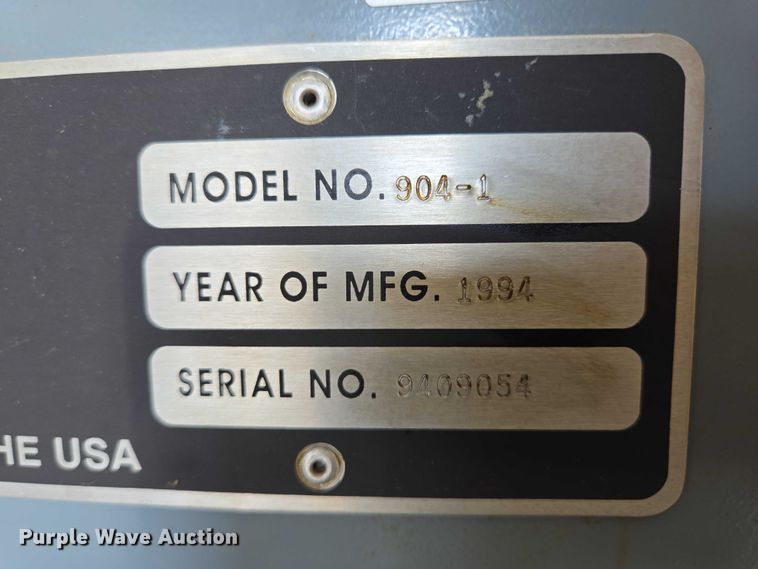 MODEL NO. 904-1
YEAR OF MFG. 1994
SERIAL NO. 9409054
HE USA
Purple Wave Auction